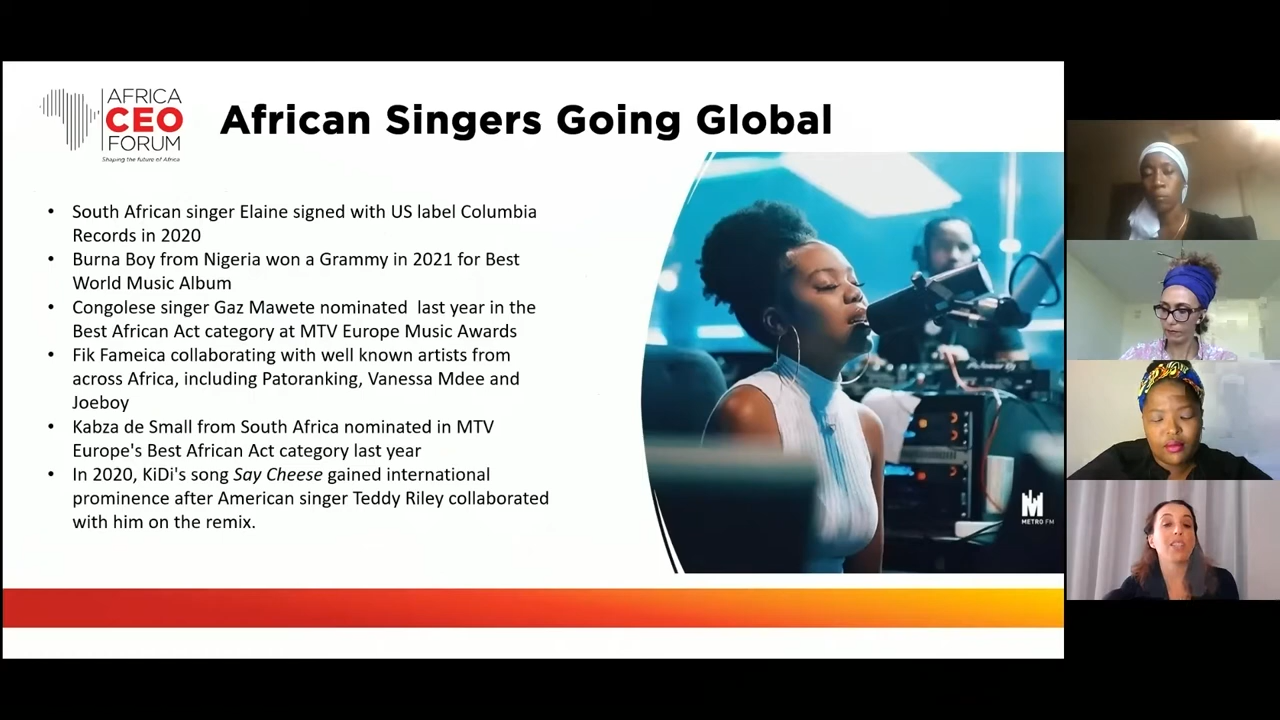 AFRICA
CEO
FORUM
Shaping the future of Africa
African Singers Going Global
• South African singer Elaine signed with US label Columbia
Records in 2020
• Burna Boy from Nigeria won a Grammy in 2021 for Best
World Music Album
• Congolese singer Gaz Mawete nominated last year in the
Best African Act category at MTV Europe Music Awards
• Fik Fameica collaborating with well known artists from
across Africa, including Patoranking, Vanessa Mdee and
Joeboy
• Kabza de Small from South Africa nominated in MTV
Europe's Best African Act category last year
• In 2020, KiDi's song Say Cheese gained international
prominence after American singer Teddy Riley collaborated
with him on the remix.
Pioneer Dj
METRO FM